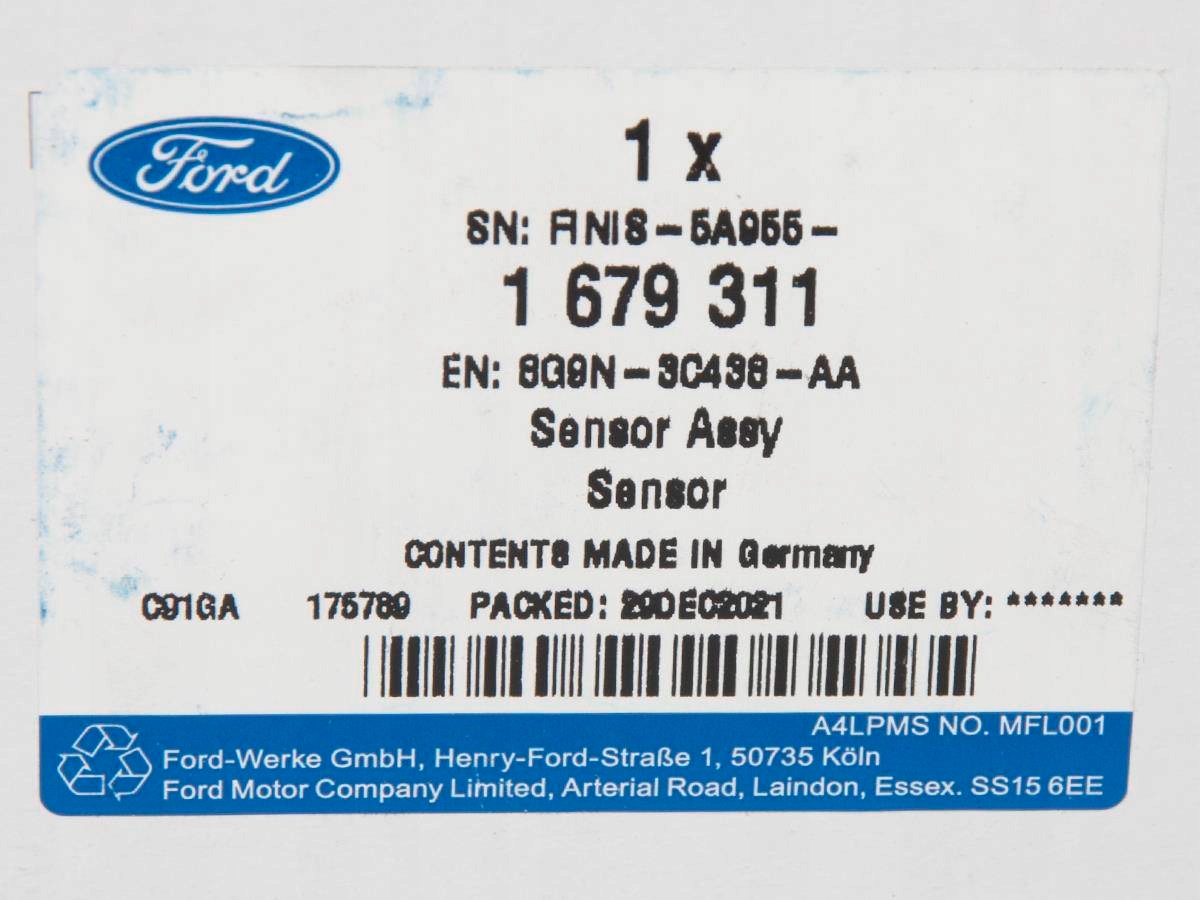 Ford
1 x
SN: FINIS-5A955-
1 679 311
EN: 8G9N-3C438-AA
Sensor Assy
Sensor
CONTENTS MADE IN Germany
C91GA 175789 PACKED: 29DEC2021 USE BY: *******
A4LPMS NO. MFL001
Ford-Werke GmbH, Henry-Ford-Straße 1, 50735 Köln
Ford Motor Company Limited, Arterial Road, Laindon, Essex. SS15 6EE